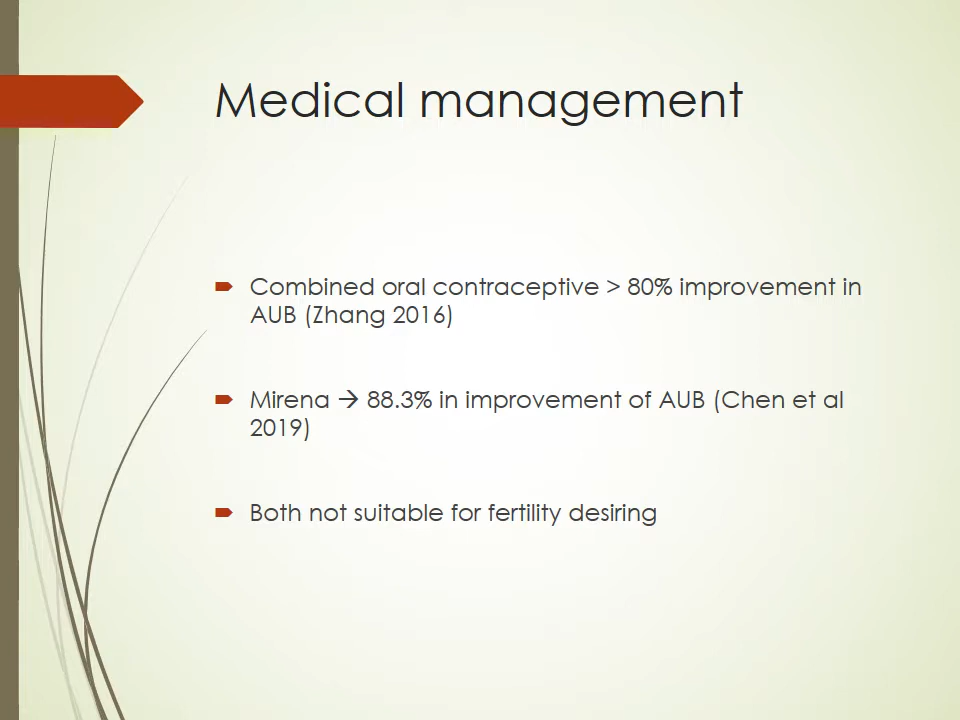 Medical management
Combined oral contraceptive > 80% improvement in
AUB (Zhang 2016)
Mirena → 88.3% in improvement of AUB (Chen et al
2019)
Both not suitable for fertility desiring